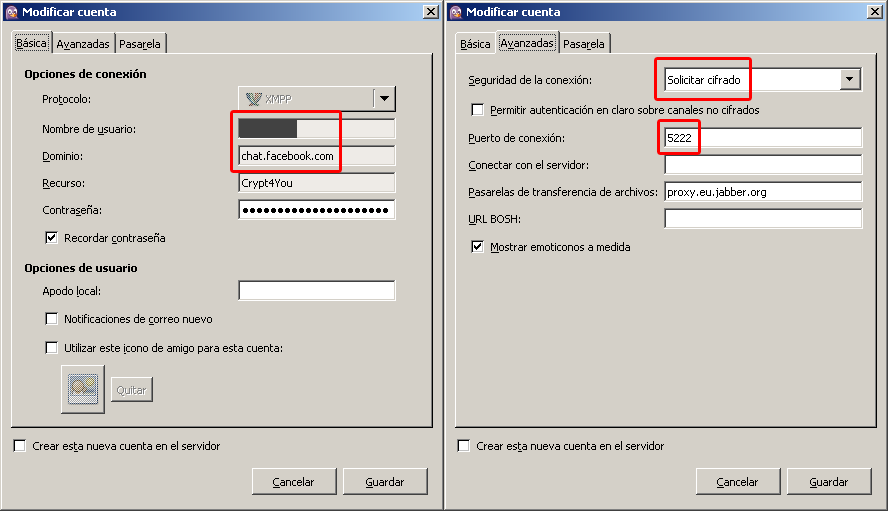 Modificar cuenta
Básica Avanzadas Pasarela
Opciones de conexión
Protocolo: XMPP
Nombre de usuario:
Dominio: chat.facebook.com
Recurso: Crypt4You
Contraseña: ●●●●●●●●●●●●●●●●●●●●
Recordar contraseña
Opciones de usuario
Apodo local:
Notificaciones de correo nuevo
Utilizar este icono de amigo para esta cuenta:
Quitar
Crear esta nueva cuenta en el servidor
Cancelar Guardar
Modificar cuenta
Básica Avanzadas Pasarela
Seguridad de la conexión: Solicitar cifrado
Permitir autenticación en claro sobre canales no cifrados
Puerto de conexión: 5222
Conectar con el servidor:
Pasarelas de transferencia de archivos: proxy.eu.jabber.org
URL BOSH:
Mostrar emoticonos a medida
Crear esta nueva cuenta en el servidor
Cancelar Guardar